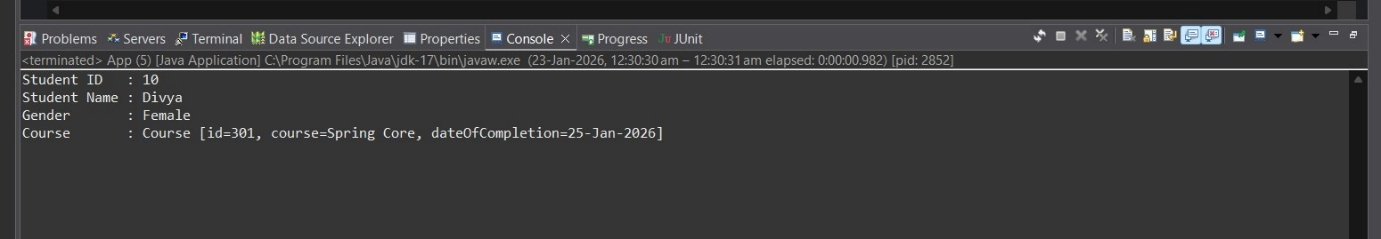 Problems Servers Terminal Data Source Explorer Properties Console Progress JUnit
<terminated> App (5) [Java Application] C:\Program Files\Java\jdk-17\bin\javaw.exe (23-Jan-2026, 12:30:30 am – 12:30:31 am elapsed: 0:00:00.982) [pid: 2852]
Student ID   : 10
Student Name : Divya
Gender       : Female
Course       : Course [id=301, course=Spring Core, dateOfCompletion=25-Jan-2026]